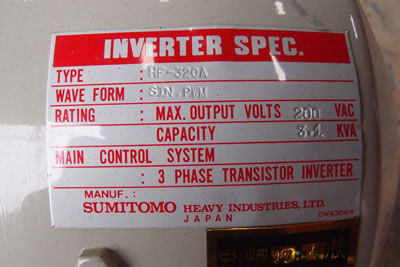 INVERTER SPEC.
TYPE : HF-320A
WAVE FORM : SIN.PWM
RATING : MAX. OUTPUT VOLTS 200 VAC
CAPACITY 3.1 KVA
MAIN CONTROL SYSTEM
: 3 PHASE TRANSISTOR INVERTER
MANUF. :
SUMITOMO HEAVY INDUSTRIES, LTD.
JAPAN
DW430WW